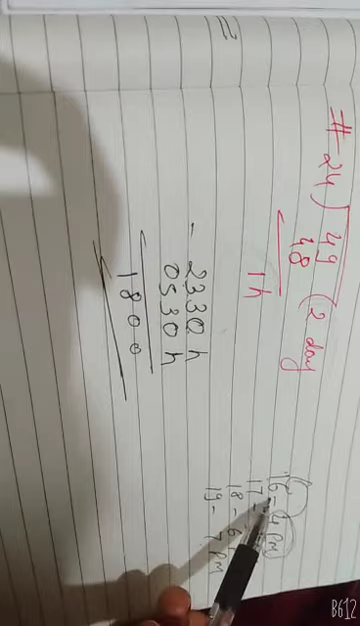 #-24) 49 (2 day
48
1 h
- 2330 h
0530 h
1800
16 - 4 PM
17 -
18 - 6
19 - 7 PM
B612